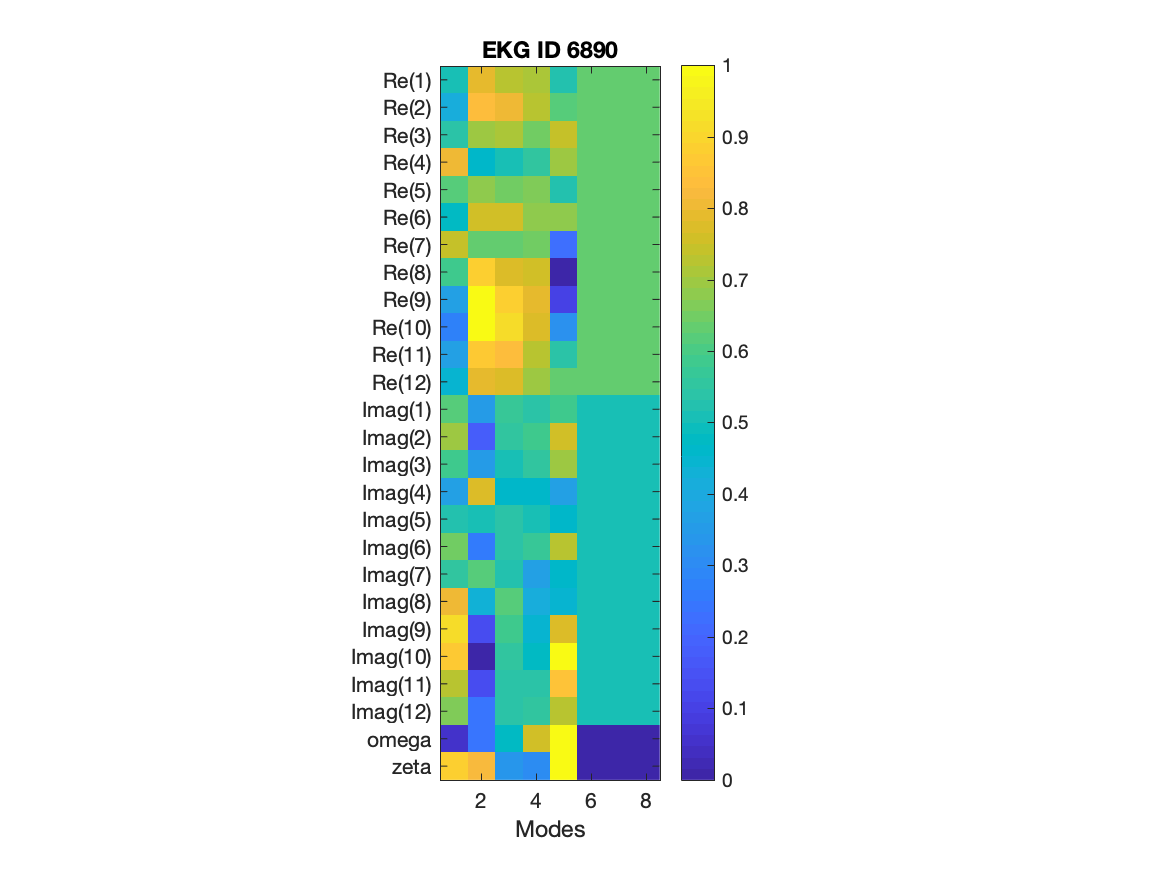 EKG ID 6890
Re(1)
Re(2)
Re(3)
Re(4)
Re(5)
Re(6)
Re(7)
Re(8)
Re(9)
Re(10)
Re(11)
Re(12)
Imag(1)
Imag(2)
Imag(3)
Imag(4)
Imag(5)
Imag(6)
Imag(7)
Imag(8)
Imag(9)
Imag(10)
Imag(11)
Imag(12)
omega
zeta
2 4 6 8
Modes
1
0.9
0.8
0.7
0.6
0.5
0.4
0.3
0.2
0.1
0